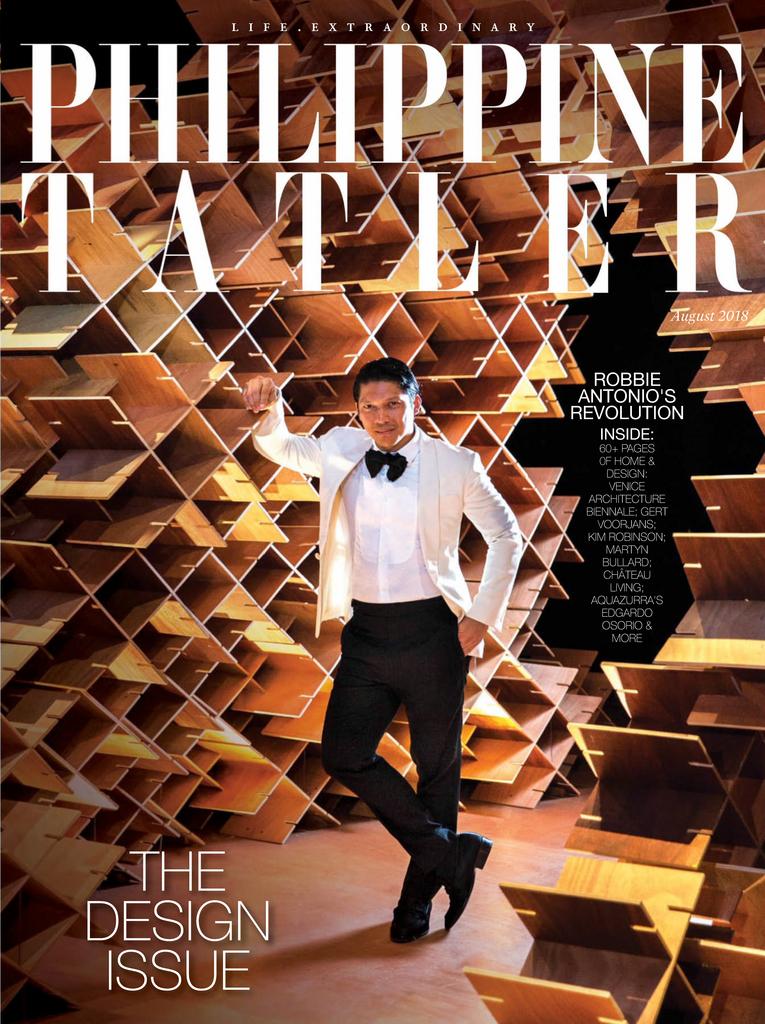 LIFE.EXTRAORDINARY
PHILIPPINE
TATLER
August 2018
ROBBIE
ANTONIO'S
REVOLUTION
INSIDE:
60+ PAGES
OF HOME &
DESIGN:
VENICE
ARCHITECTURE
BIENNALE; GERT
VOORJANS;
KIM ROBINSON;
MARTYN
BULLARD;
CHÂTEAU
LIVING;
AQUAZURRA'S
EDGARDO
OSORIO &
MORE
THE
DESIGN
ISSUE